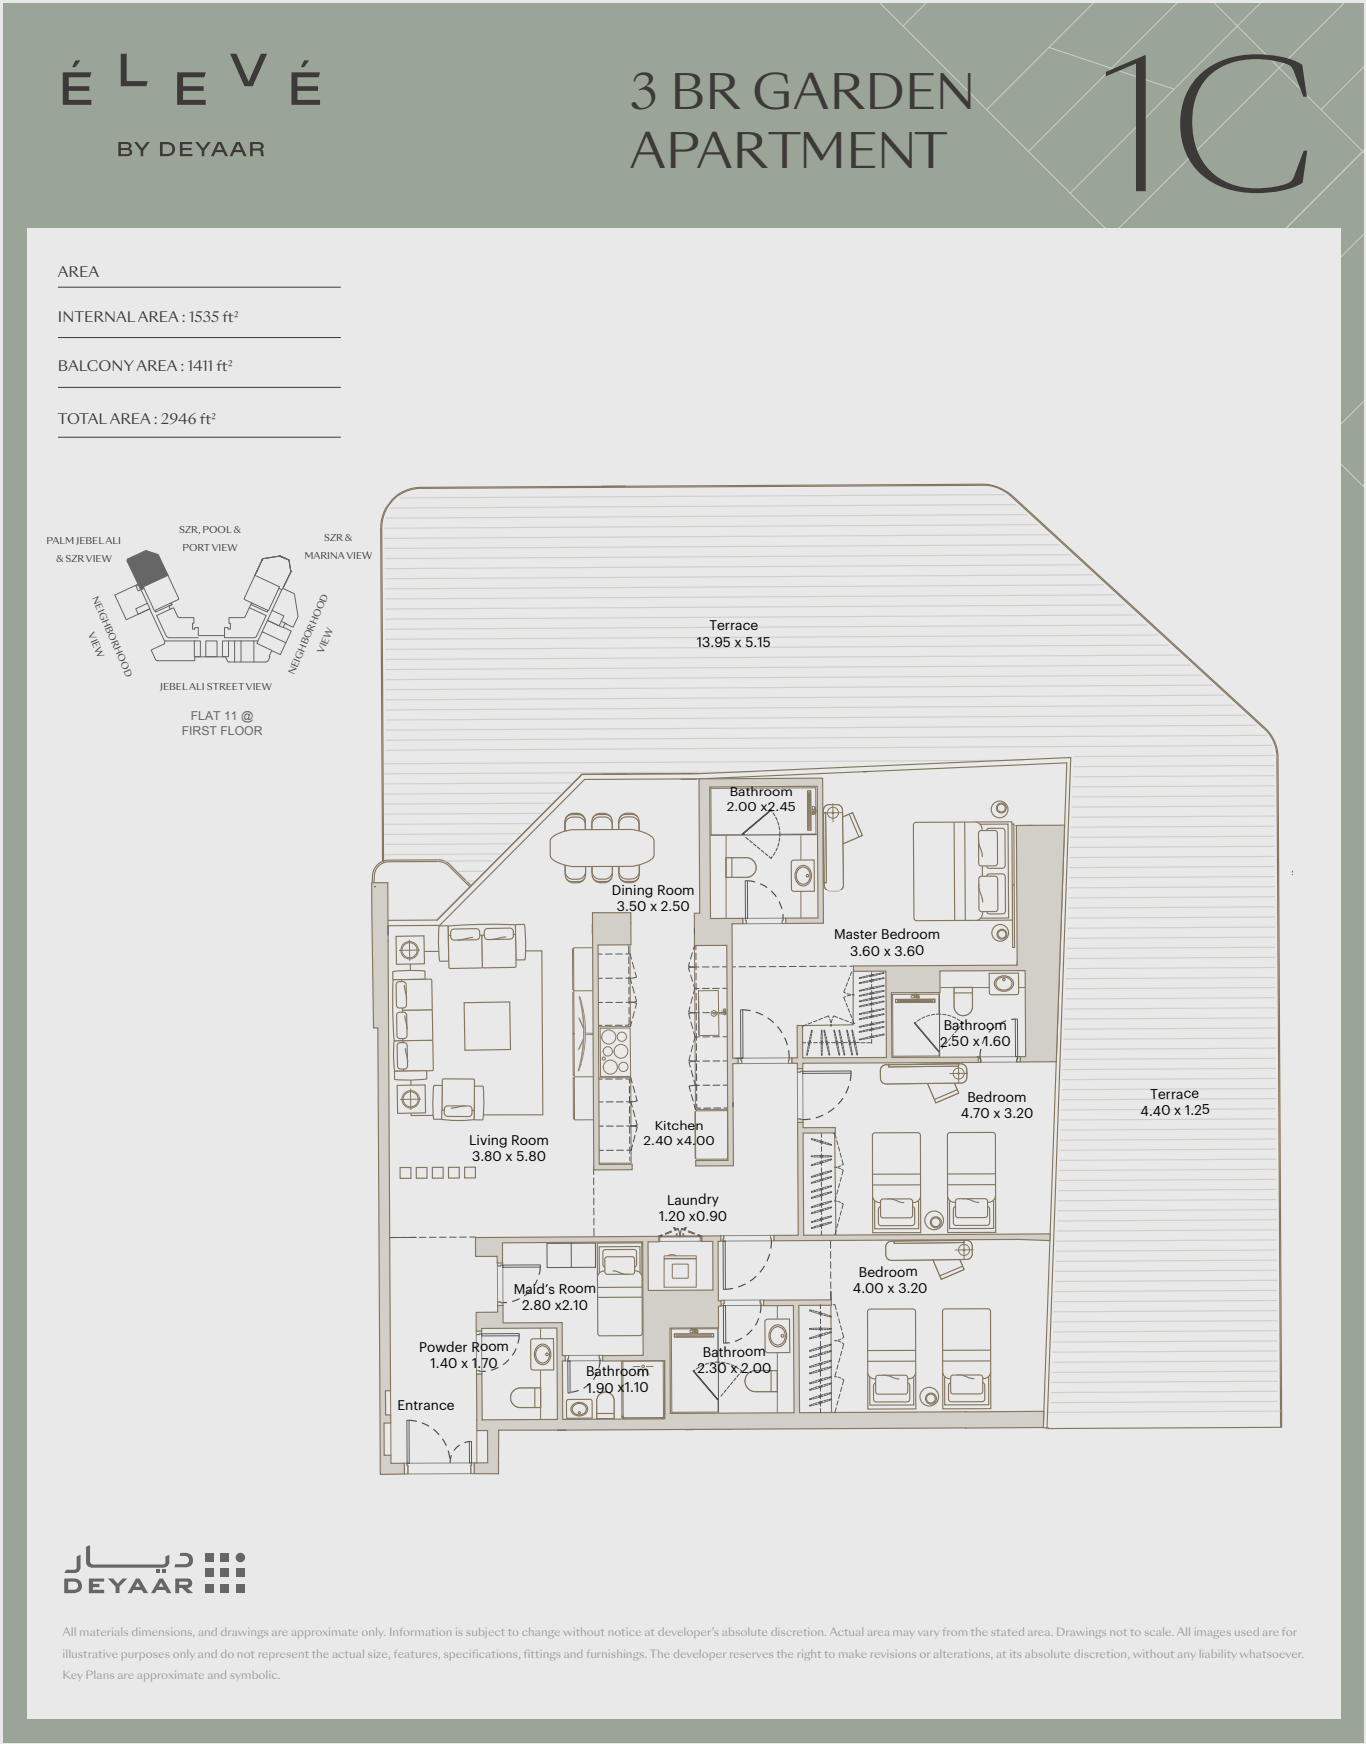 ÉLEVÉ
BY DEYAAR
3 BR GARDEN
APARTMENT
1C
AREA
INTERNAL AREA : 1535 ft²
BALCONY AREA : 1411 ft²
TOTAL AREA : 2946 ft²
PALM JEBEL ALI
& SZR VIEW
SZR, POOL &
PORT VIEW
SZR &
MARINA VIEW
NEIGHBORHOOD
VIEW
NEIGHBORHOOD
VIEW
JEBEL ALI STREET VIEW
FLAT 11 @
FIRST FLOOR
Terrace
13.95 x 5.15
Bathroom
2.00 x2.45
Dining Room
3.50 x 2.50
Master Bedroom
3.60 x 3.60
Bathroom
2.50 x 1.60
Bedroom
4.70 x 3.20
Terrace
4.40 x 1.25
Kitchen
2.40 x4.00
Living Room
3.80 x 5.80
Laundry
1.20 x0.90
Bedroom
4.00 x 3.20
Maid's Room
2.80 x2.10
Powder Room
1.40 x 1.70
Bathroom
2.30 x 2.00
Bathroom
1.90 x1.10
Entrance
ديار
DEYAAR
All materials dimensions, and drawings are approximate only. Information is subject to change without notice at developer's absolute discretion. Actual area may vary from the stated area. Drawings not to scale. All images used are for
illustrative purposes only and do not represent the actual size, features, specifications, fittings and furnishings. The developer reserves the right to make revisions or alterations, at its absolute discretion, without any liability whatsoever.
Key Plans are approximate and symbolic.